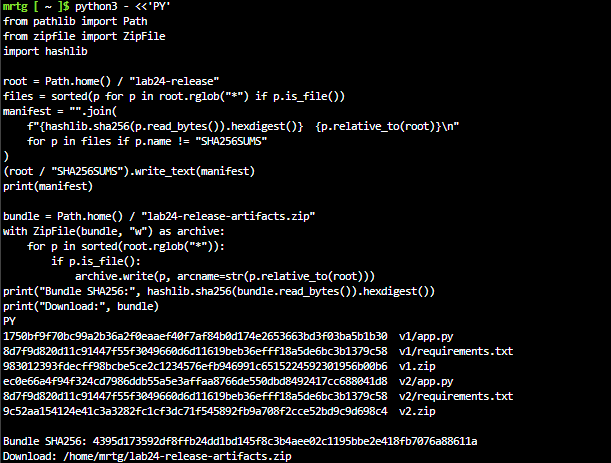 mrtg [ ~ ]$ python3 - <<'PY'
from pathlib import Path
from zipfile import ZipFile
import hashlib

root = Path.home() / "lab24-release"
files = sorted(p for p in root.rglob("*") if p.is_file())
manifest = "".join(
    f"{hashlib.sha256(p.read_bytes()).hexdigest()}  {p.relative_to(root)}\n"
    for p in files if p.name != "SHA256SUMS"
)
(root / "SHA256SUMS").write_text(manifest)
print(manifest)

bundle = Path.home() / "lab24-release-artifacts.zip"
with ZipFile(bundle, "w") as archive:
    for p in sorted(root.rglob("*")):
        if p.is_file():
            archive.write(p, arcname=str(p.relative_to(root)))
print("Bundle SHA256:", hashlib.sha256(bundle.read_bytes()).hexdigest())
print("Download:", bundle)
PY
1750bf9f70bc99a2b36a2f0eaaef40f7af84b0d174e2653663bd3f03ba5b1b30  v1/app.py
8d7f9d820d11c91447f55f3049660d6d11619beb36efff18a5de6bc3b1379c58  v1/requirements.txt
983012393fdecff98bcbe5ce2c1234576efb946991c6515224592301956b00b6  v1.zip
ec0e66a4f94f324cd7986ddb55a5e3affaa8766de550dbd8492417cc688041d8  v2/app.py
8d7f9d820d11c91447f55f3049660d6d11619beb36efff18a5de6bc3b1379c58  v2/requirements.txt
9c52aa154124e41c3a3282fc1cf3dc71f545892fb9a708f2cce52bd9c9d698c4  v2.zip

Bundle SHA256: 4395d173592df8ffb24dd1bd145f8c3b4aee02c1195bbe2e418fb7076a88611a
Download: /home/mrtg/lab24-release-artifacts.zip